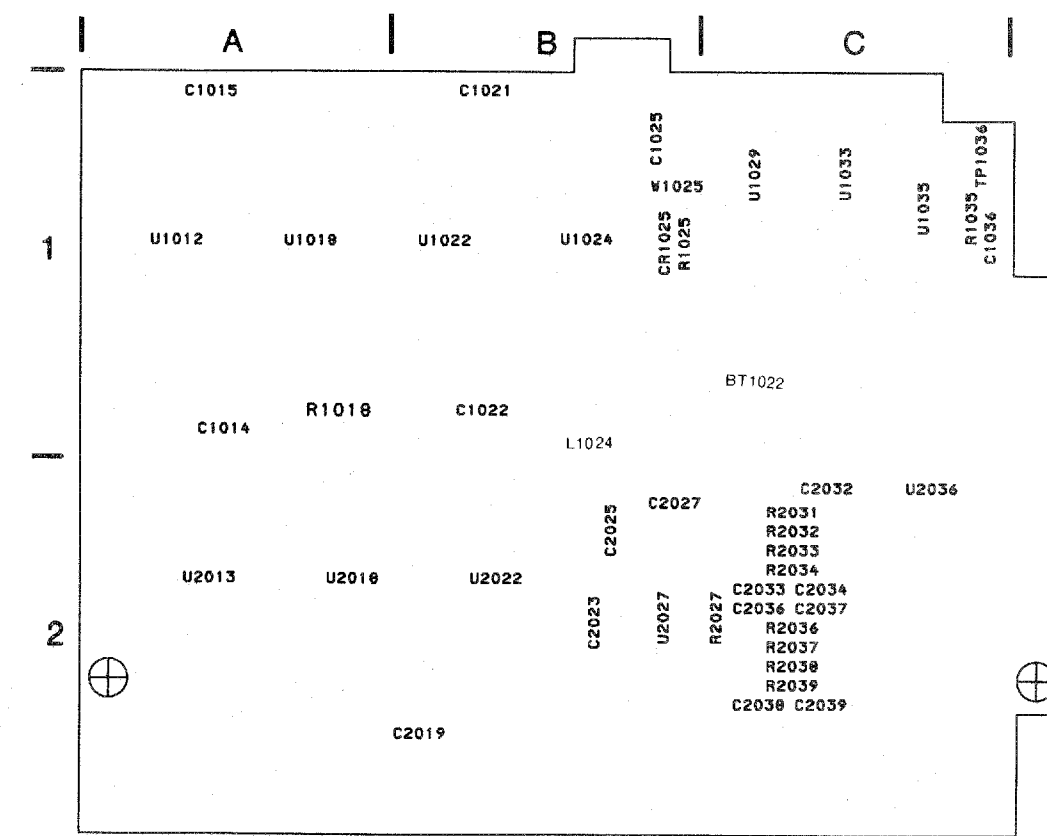 A B C
C1015 C1021
C1025
W1025
U1029
U1033
U1035
TP1036
R1035
C1036
1
U1012 U1018 U1022 U1024
CR1025
R1025
BT1022
R1018 C1022
C1014
L1024
C2032 U2036
C2027
C2025
R2031
R2032
R2033
R2034
U2013 U2018 U2022
C2033 C2034
C2036 C2037
2
C2023
U2027
R2027
R2036
R2037
R2038
R2039
C2038 C2039
C2019